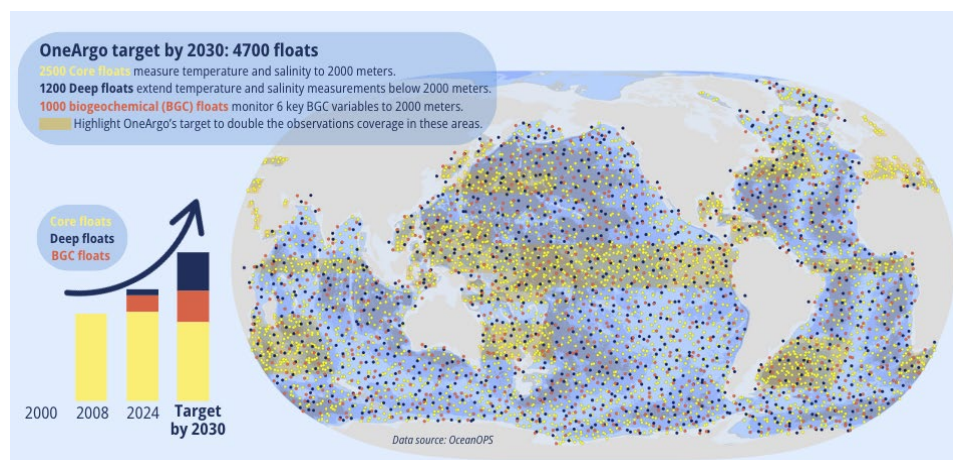 OneArgo target by 2030: 4700 floats
2500 Core floats measure temperature and salinity to 2000 meters.
1200 Deep floats extend temperature and salinity measurements below 2000 meters.
1000 biogeochemical (BGC) floats monitor 6 key BGC variables to 2000 meters.
Highlight OneArgo's target to double the observations coverage in these areas.
Core floats
Deep floats
BGC floats
2000 2008 2024 Target
by 2030
Data source: OceanOPS